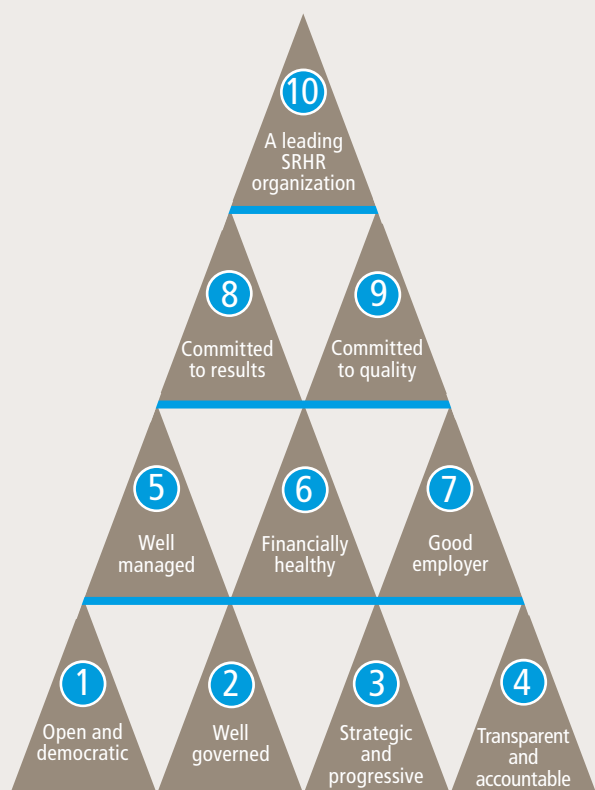 10
A leading
SRHR
organization
8
Committed
to results
9
Committed
to quality
5
Well
managed
6
Financially
healthy
7
Good
employer
1
Open and
democratic
2
Well
governed
3
Strategic
and
progressive
4
Transparent
and
accountable